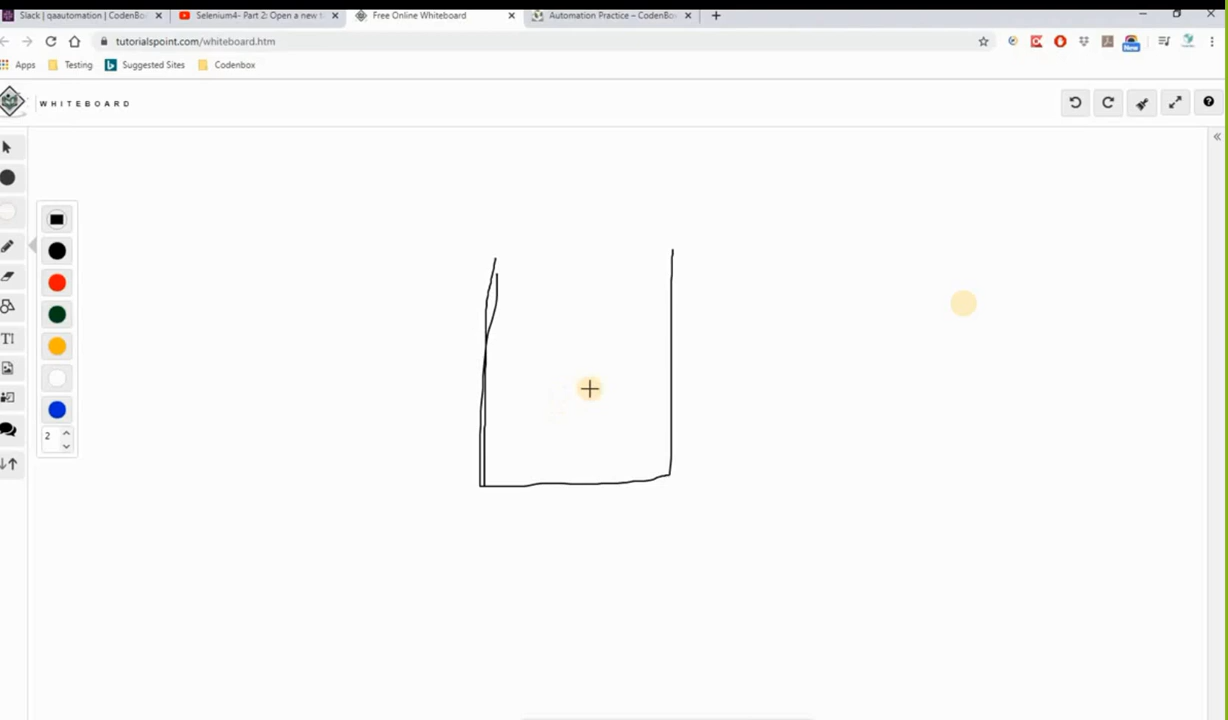 Slack | qaautomation | CodenBo
Selenium4- Part 2: Open a new t
Free Online Whiteboard
Automation Practice – CodenBo
tutorialspoint.com/whiteboard.htm
New
Apps
Testing
Suggested Sites
Codenbox
WHITEBOARD
TI
2